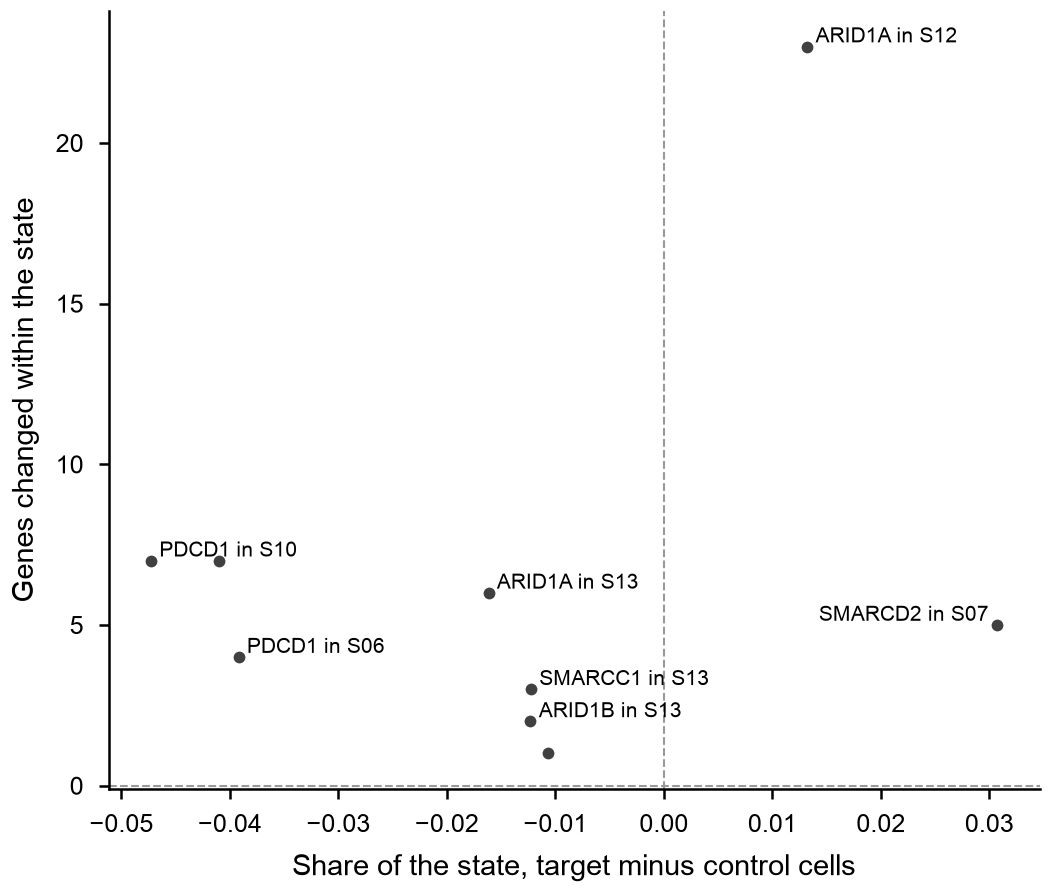 ARID1A in S12
20
15
10
5
0
Genes changed within the state
PDCD1 in S10
ARID1A in S13
SMARCD2 in S07
PDCD1 in S06
SMARCC1 in S13
ARID1B in S13
−0.05
−0.04
−0.03
−0.02
−0.01
0.00
0.01
0.02
0.03
Share of the state, target minus control cells